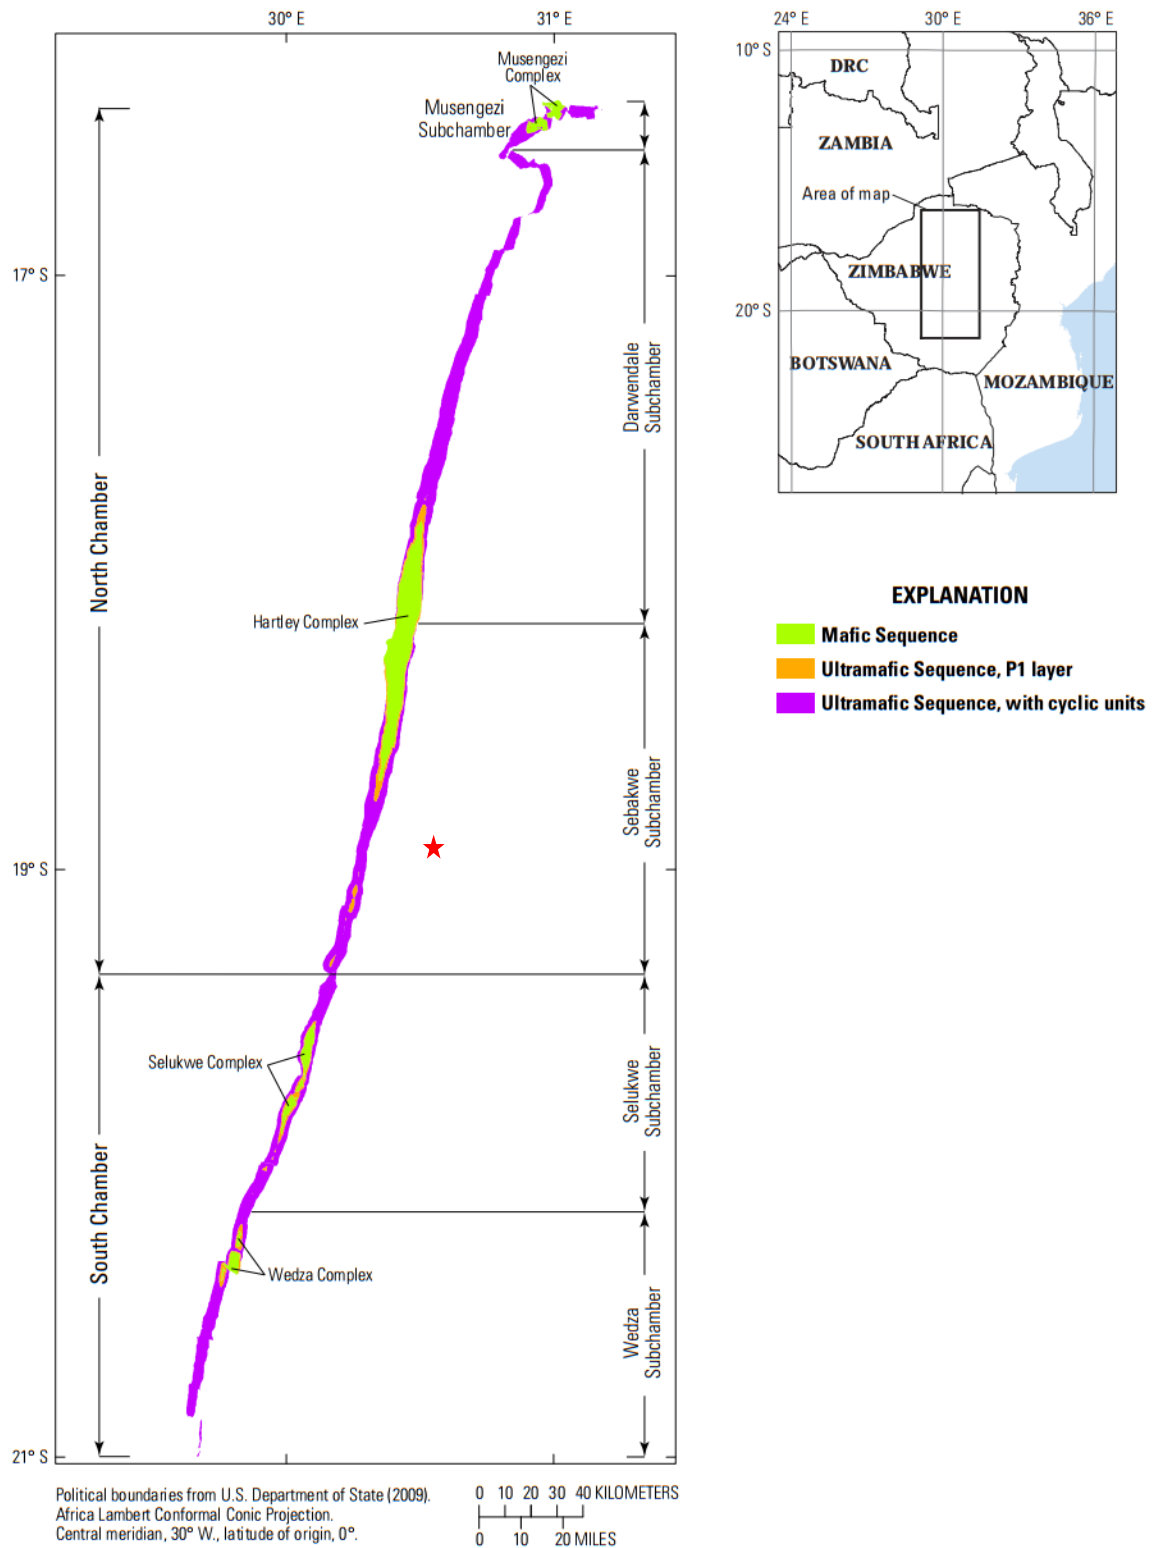 30° E
31° E
17° S
19° S
21° S
Musengezi
Complex
Musengezi
Subchamber
Darwendale
Subchamber
North Chamber
Hartley Complex
Sebakwe
Subchamber
Selukwe Complex
Selukwe
Subchamber
South Chamber
Wedza Complex
Wedza
Subchamber
Political boundaries from U.S. Department of State (2009).
Africa Lambert Conformal Conic Projection.
Central meridian, 30° W., latitude of origin, 0°.
0 10 20 30 40 KILOMETERS
0 10 20 MILES
24° E
30° E
36° E
10° S
20° S
DRC
ZAMBIA
Area of map
ZIMBABWE
BOTSWANA
MOZAMBIQUE
SOUTH AFRICA
EXPLANATION
Mafic Sequence
Ultramafic Sequence, P1 layer
Ultramafic Sequence, with cyclic units